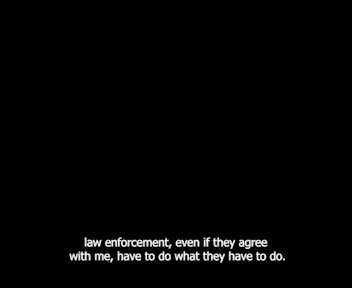 law enforcement, even if they agree
with me, have to do what they have to do.